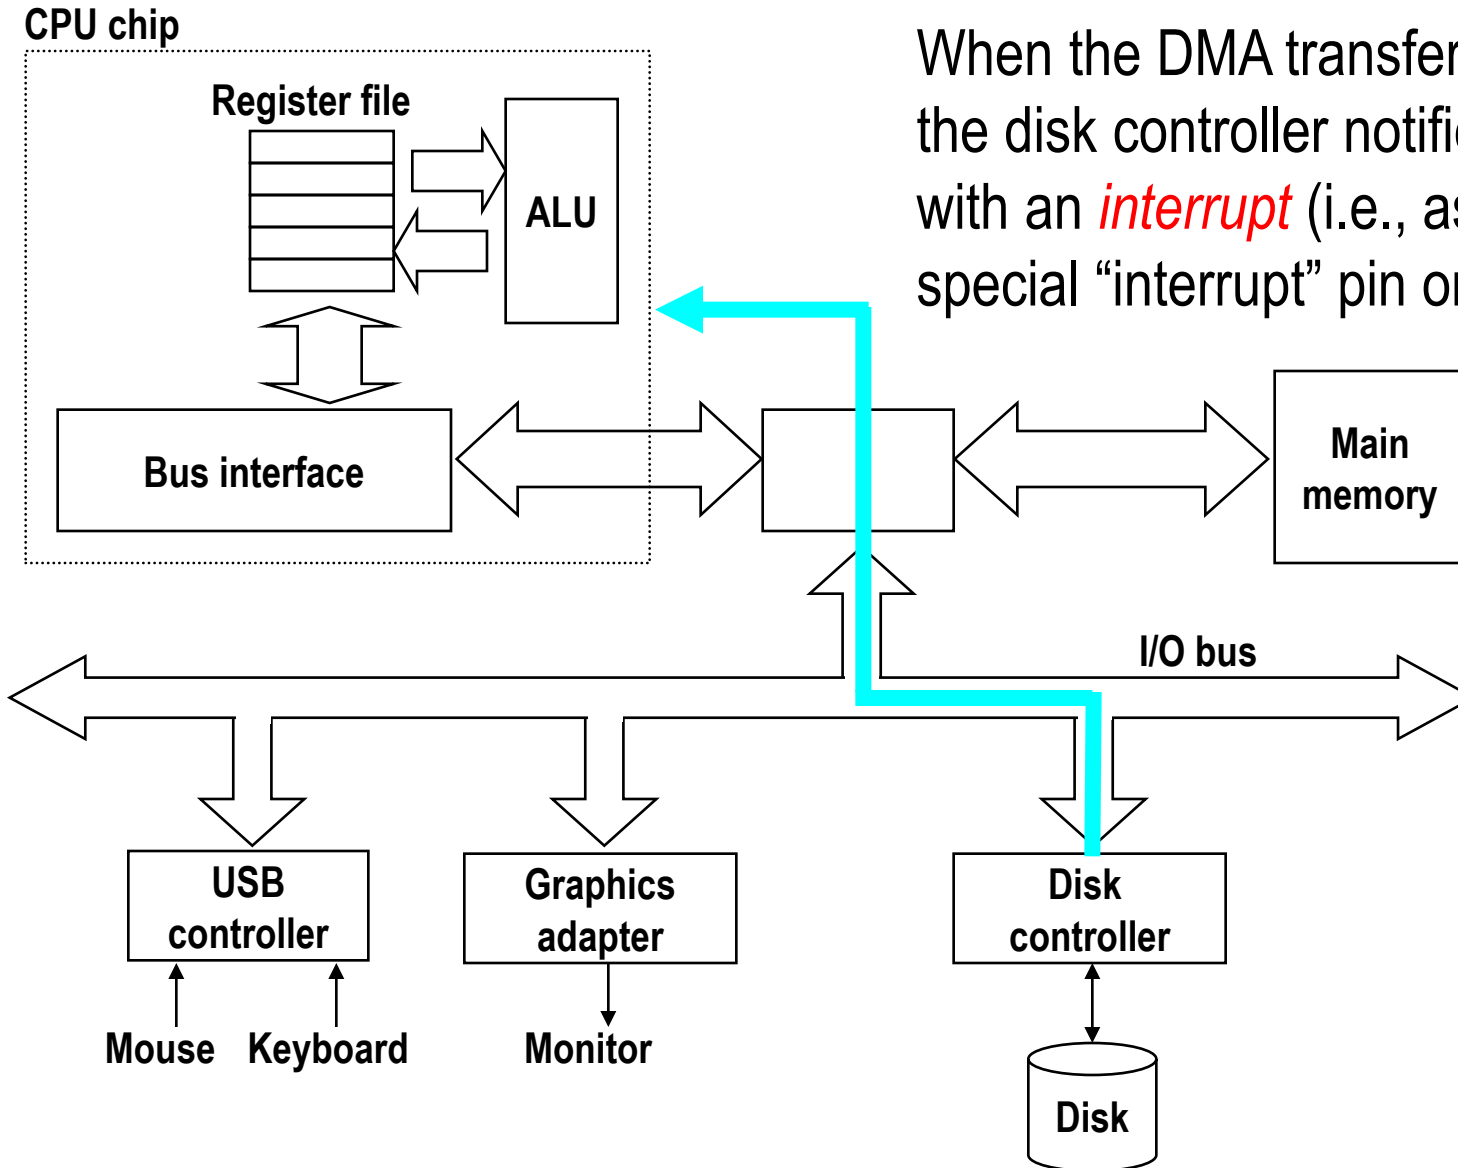 CPU chip
When the DMA transfer
the disk controller notifie
with an interrupt (i.e., as
special “interrupt” pin or
Register file
ALU
Bus interface
Main
memory
I/O bus
USB
controller
Graphics
adapter
Disk
controller
Mouse
Keyboard
Monitor
Disk